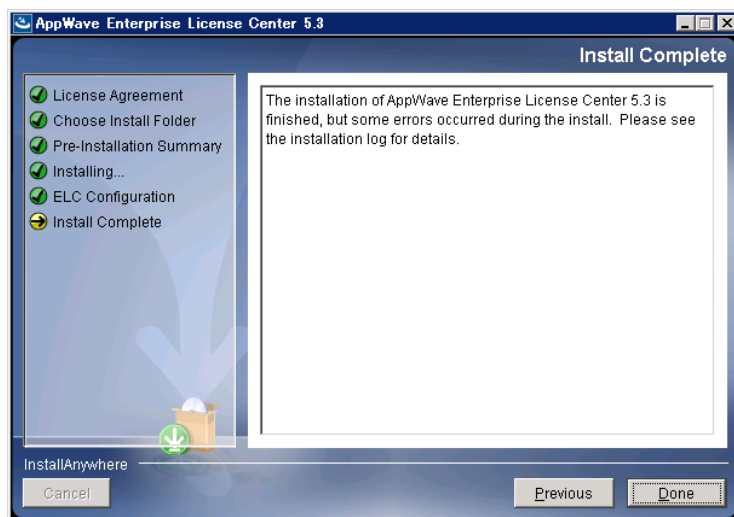 AppWave Enterprise License Center 5.3
Install Complete
License Agreement
Choose Install Folder
Pre-Installation Summary
Installing...
ELC Configuration
Install Complete
The installation of AppWave Enterprise License Center 5.3 is
finished, but some errors occurred during the install.  Please see
the installation log for details.
InstallAnywhere
Cancel
Previous
Done